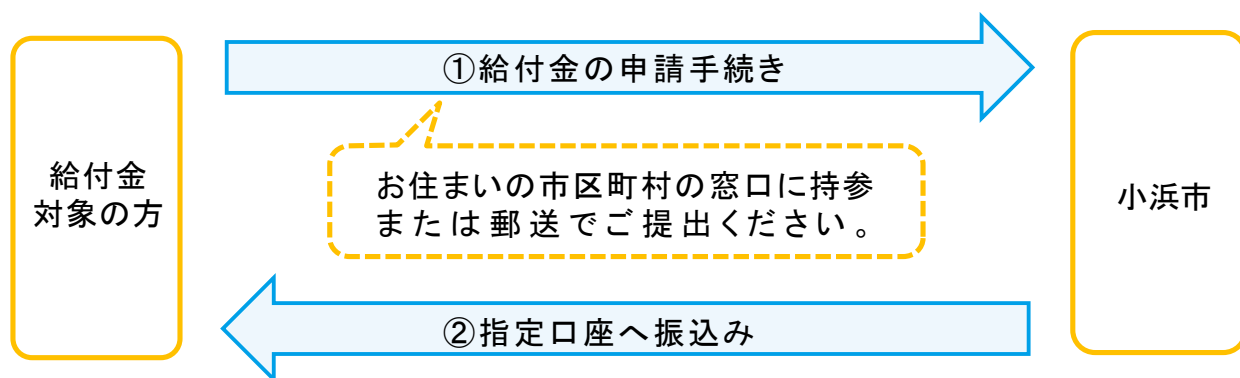 ①給付金の申請手続き
給付金
対象の方
お住まいの市区町村の窓口に持参
または郵送でご提出ください。
小浜市
②指定口座へ振込み